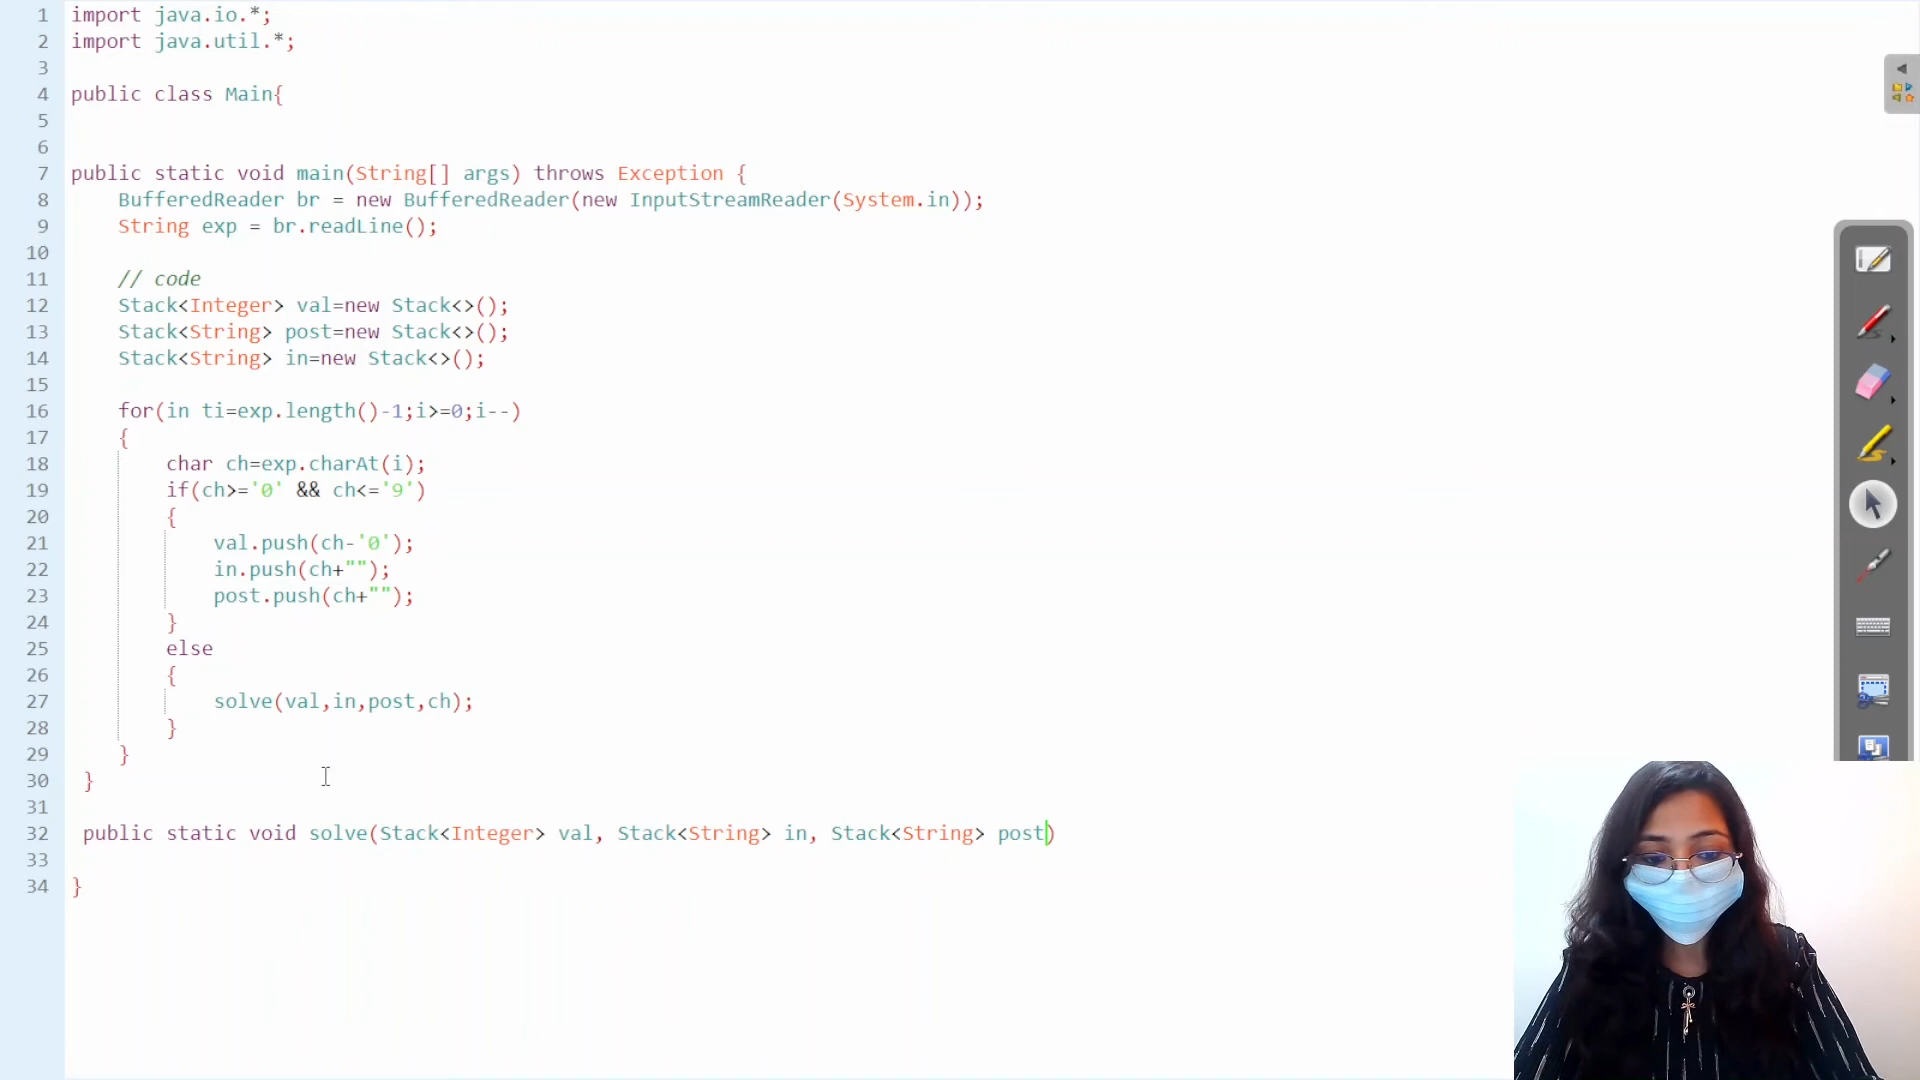 1 import java.io.*;
2 import java.util.*;
3
4 public class Main{
5
6
7 public static void main(String[] args) throws Exception {
8 BufferedReader br = new BufferedReader(new InputStreamReader(System.in));
9 String exp = br.readLine();
10
11 // code
12 Stack<Integer> val=new Stack<>();
13 Stack<String> post=new Stack<>();
14 Stack<String> in=new Stack<>();
15
16 for(in ti=exp.length()-1;i>=0;i--)
17 {
18 char ch=exp.charAt(i);
19 if(ch>='0' && ch<='9')
20 {
21 val.push(ch-'0');
22 in.push(ch+"");
23 post.push(ch+"");
24 }
25 else
26 {
27 solve(val,in,post,ch);
28 }
29 }
30 }
31
32 public static void solve(Stack<Integer> val, Stack<String> in, Stack<String> post)
33
34 }